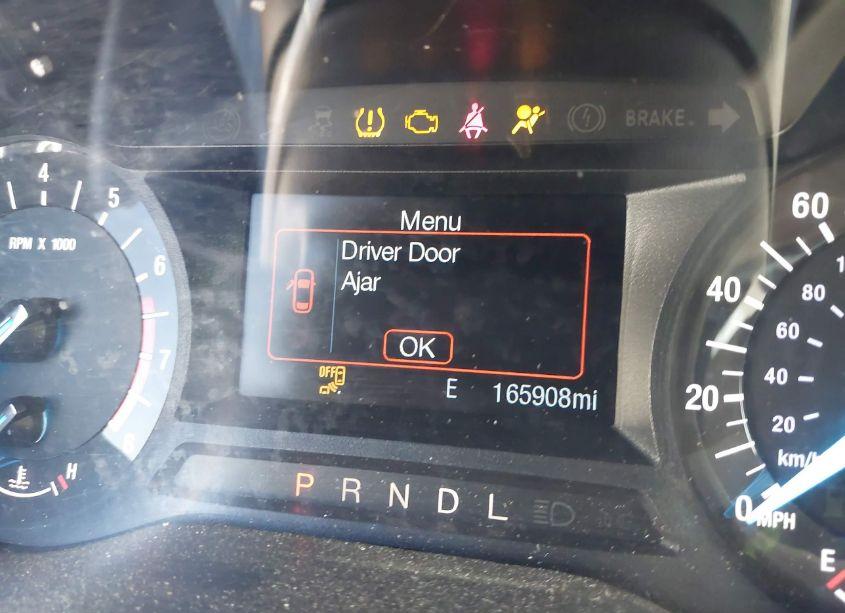 BRAKE
4
5
6
7
8
RPM X 1000
H
Menu
Driver Door
Ajar
OK
OFF
E 165908mi
P R N D L
60
40
20
0
MPH
80
60
40
20
km/h
E